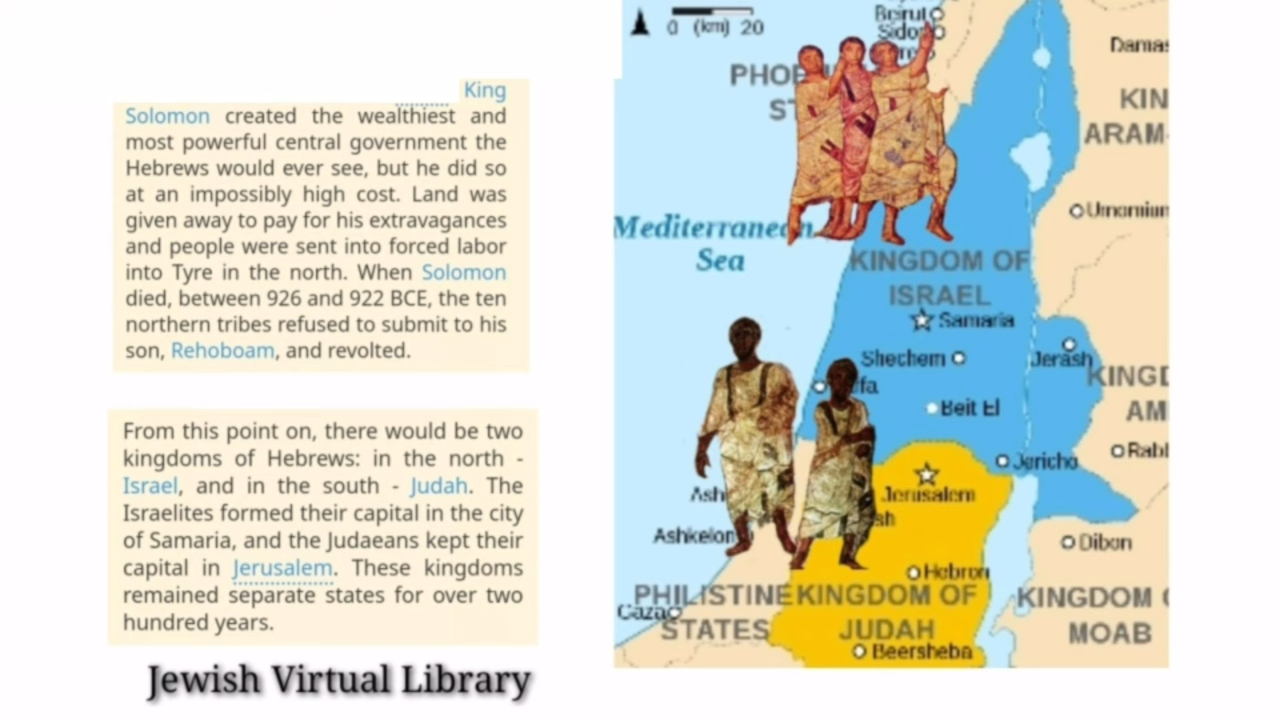 King
Solomon created the wealthiest and
most powerful central government the
Hebrews would ever see, but he did so
at an impossibly high cost. Land was
given away to pay for his extravagances
and people were sent into forced labor
into Tyre in the north. When Solomon
died, between 926 and 922 BCE, the ten
northern tribes refused to submit to his
son, Rehoboam, and revolted.
From this point on, there would be two
kingdoms of Hebrews: in the north -
Israel, and in the south - Judah. The
Israelites formed their capital in the city
of Samaria, and the Judaeans kept their
capital in Jerusalem. These kingdoms
remained separate states for over two
hundred years.
Jewish Virtual Library
0 (km) 20
Beirut
Sidon
Mediterranean
Sea
KINGDOM OF
ISRAEL
Samaria
Shechem
Jerash
Beit El
Jericho
Jerusalem
Ashkelon
Dibon
Hebron
Gaza
PHILISTINE
STATES
KINGDOM OF
JUDAH
KINGDOM
MOAB
Beersheba